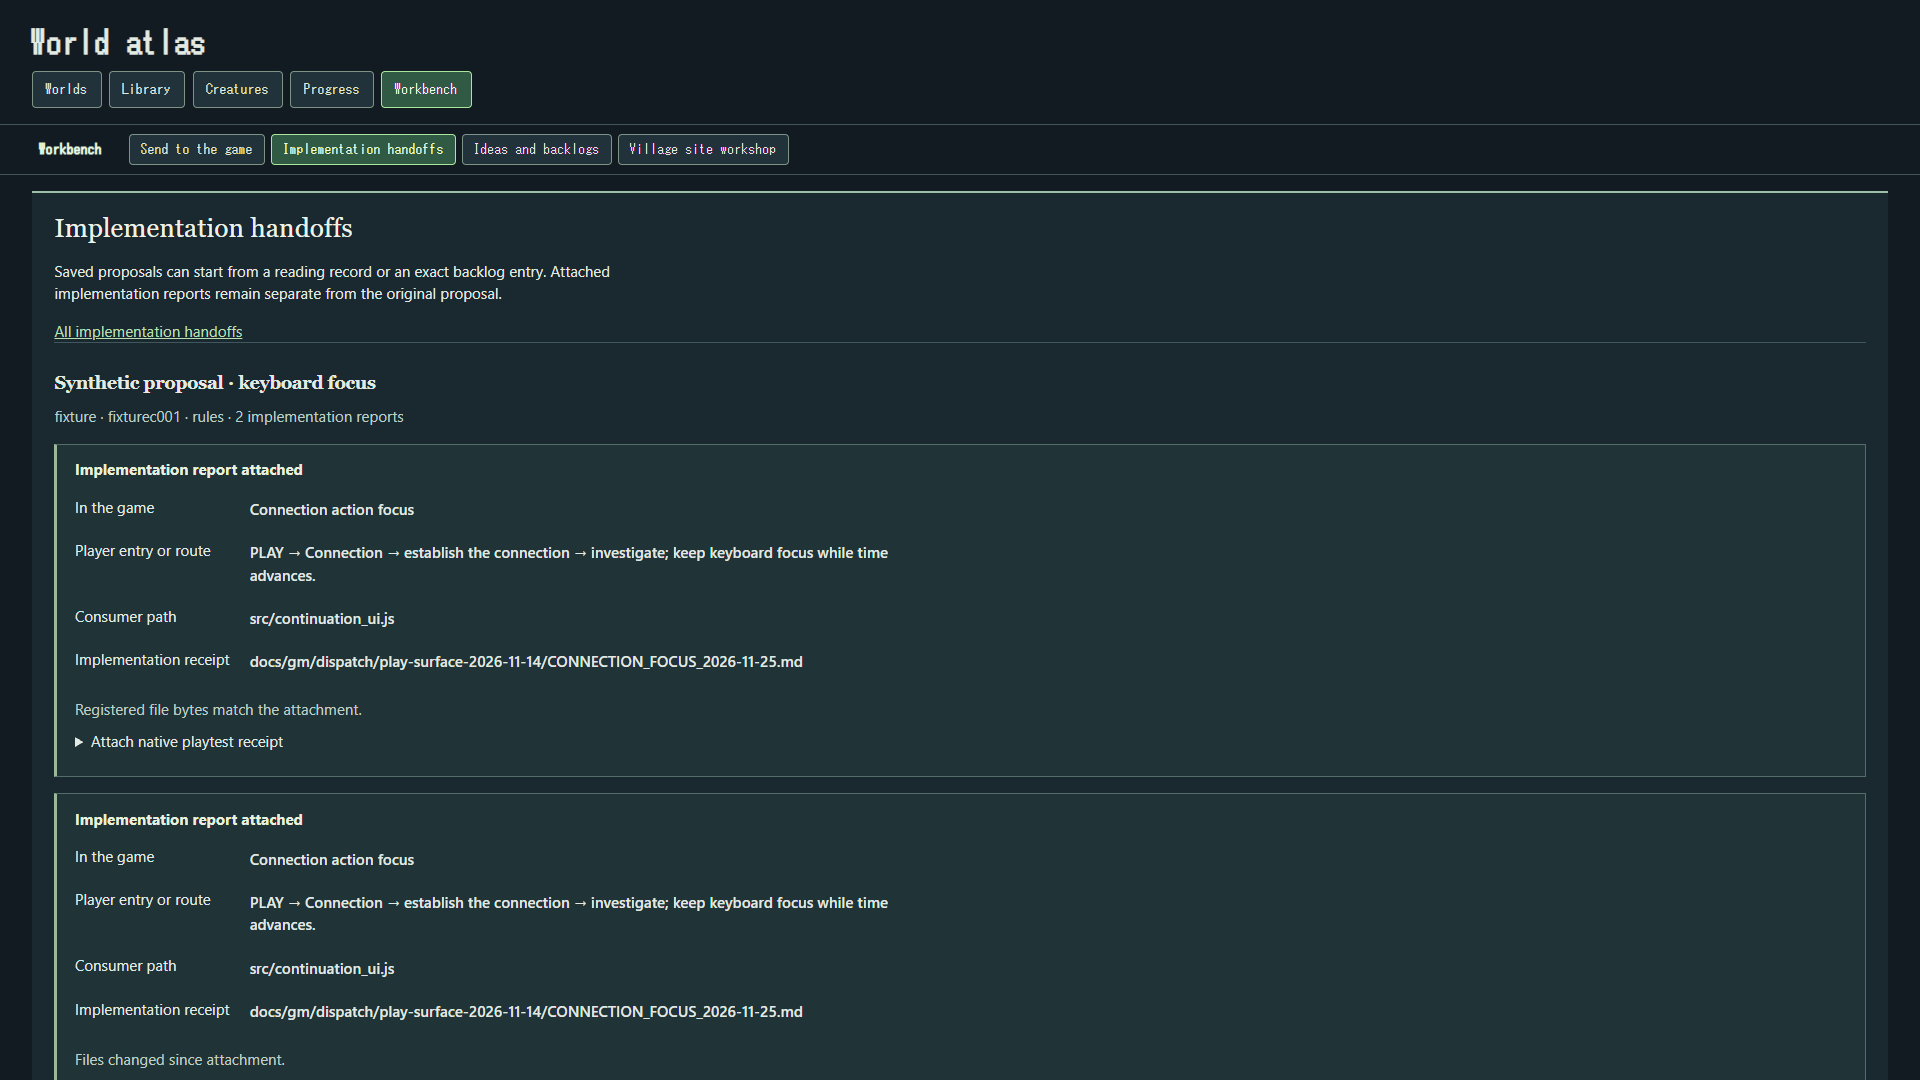 World atlas
Worlds
Library
Creatures
Progress
Workbench
Workbench
Send to the game
Implementation handoffs
Ideas and backlogs
Village site workshop
Implementation handoffs
Saved proposals can start from a reading record or an exact backlog entry. Attached
implementation reports remain separate from the original proposal.
All implementation handoffs
Synthetic proposal · keyboard focus
fixture · fixturec001 · rules · 2 implementation reports
Implementation report attached
In the game
Connection action focus
Player entry or route
PLAY → Connection → establish the connection → investigate; keep keyboard focus while time
advances.
Consumer path
src/continuation_ui.js
Implementation receipt
docs/gm/dispatch/play-surface-2026-11-14/CONNECTION_FOCUS_2026-11-25.md
Registered file bytes match the attachment.
▶ Attach native playtest receipt
Implementation report attached
In the game
Connection action focus
Player entry or route
PLAY → Connection → establish the connection → investigate; keep keyboard focus while time
advances.
Consumer path
src/continuation_ui.js
Implementation receipt
docs/gm/dispatch/play-surface-2026-11-14/CONNECTION_FOCUS_2026-11-25.md
Files changed since attachment.